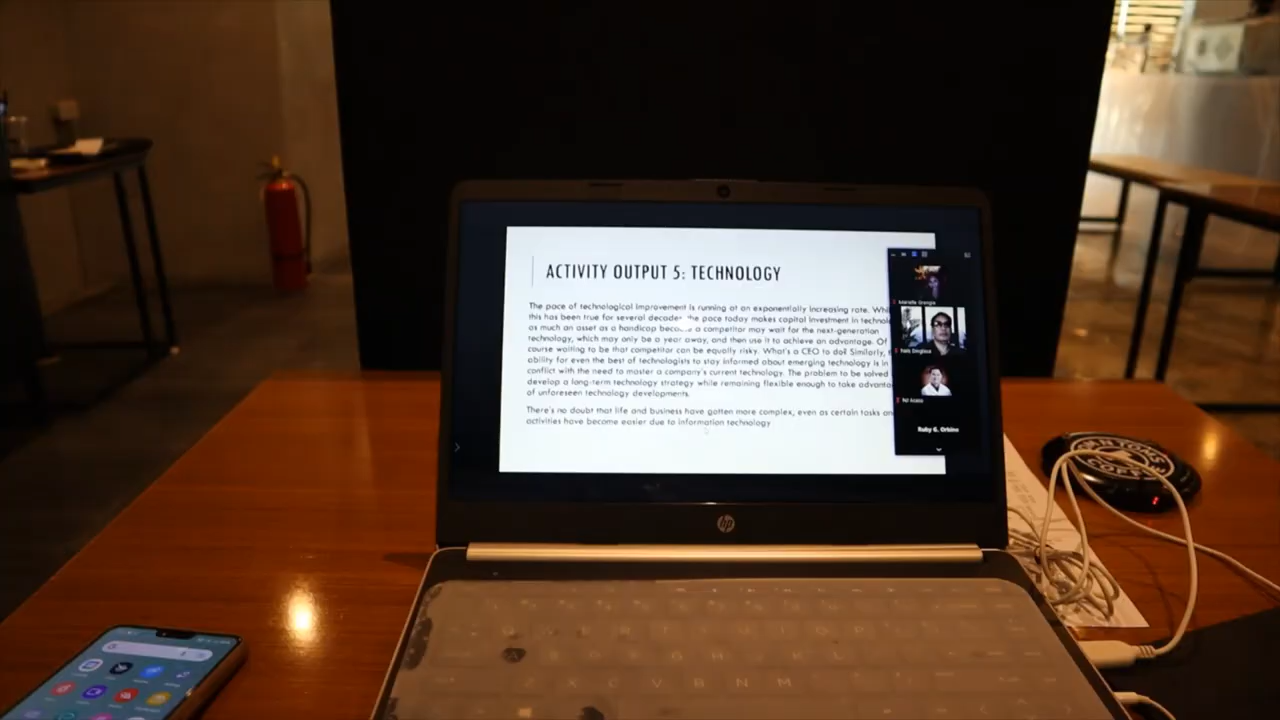 ACTIVITY OUTPUT 5: TECHNOLOGY
The pace of technological improvement is running at an exponentially increasing rate. Whil
this has been true for several decades the pace today makes capital investment in technolo
as much an asset as a handicap because a competitor may wait for the next-generation
technology, which may only be a year away, and then use it to achieve an advantage. Of
course waiting to be that competitor can be equally risky. What's a CEO to do? Similarly, t
ability for even the best of technologists to stay informed about emerging technology is in
conflict with the need to master a company's current technology. The problem to be solved
develop a long-term technology strategy while remaining flexible enough to take advanta
of unforeseen technology developments.
There's no doubt that life and business have gotten more complex, even as certain tasks an
activities have become easier due to information technology
Ruby G.
hp
COFFEE
Z X C V B N M